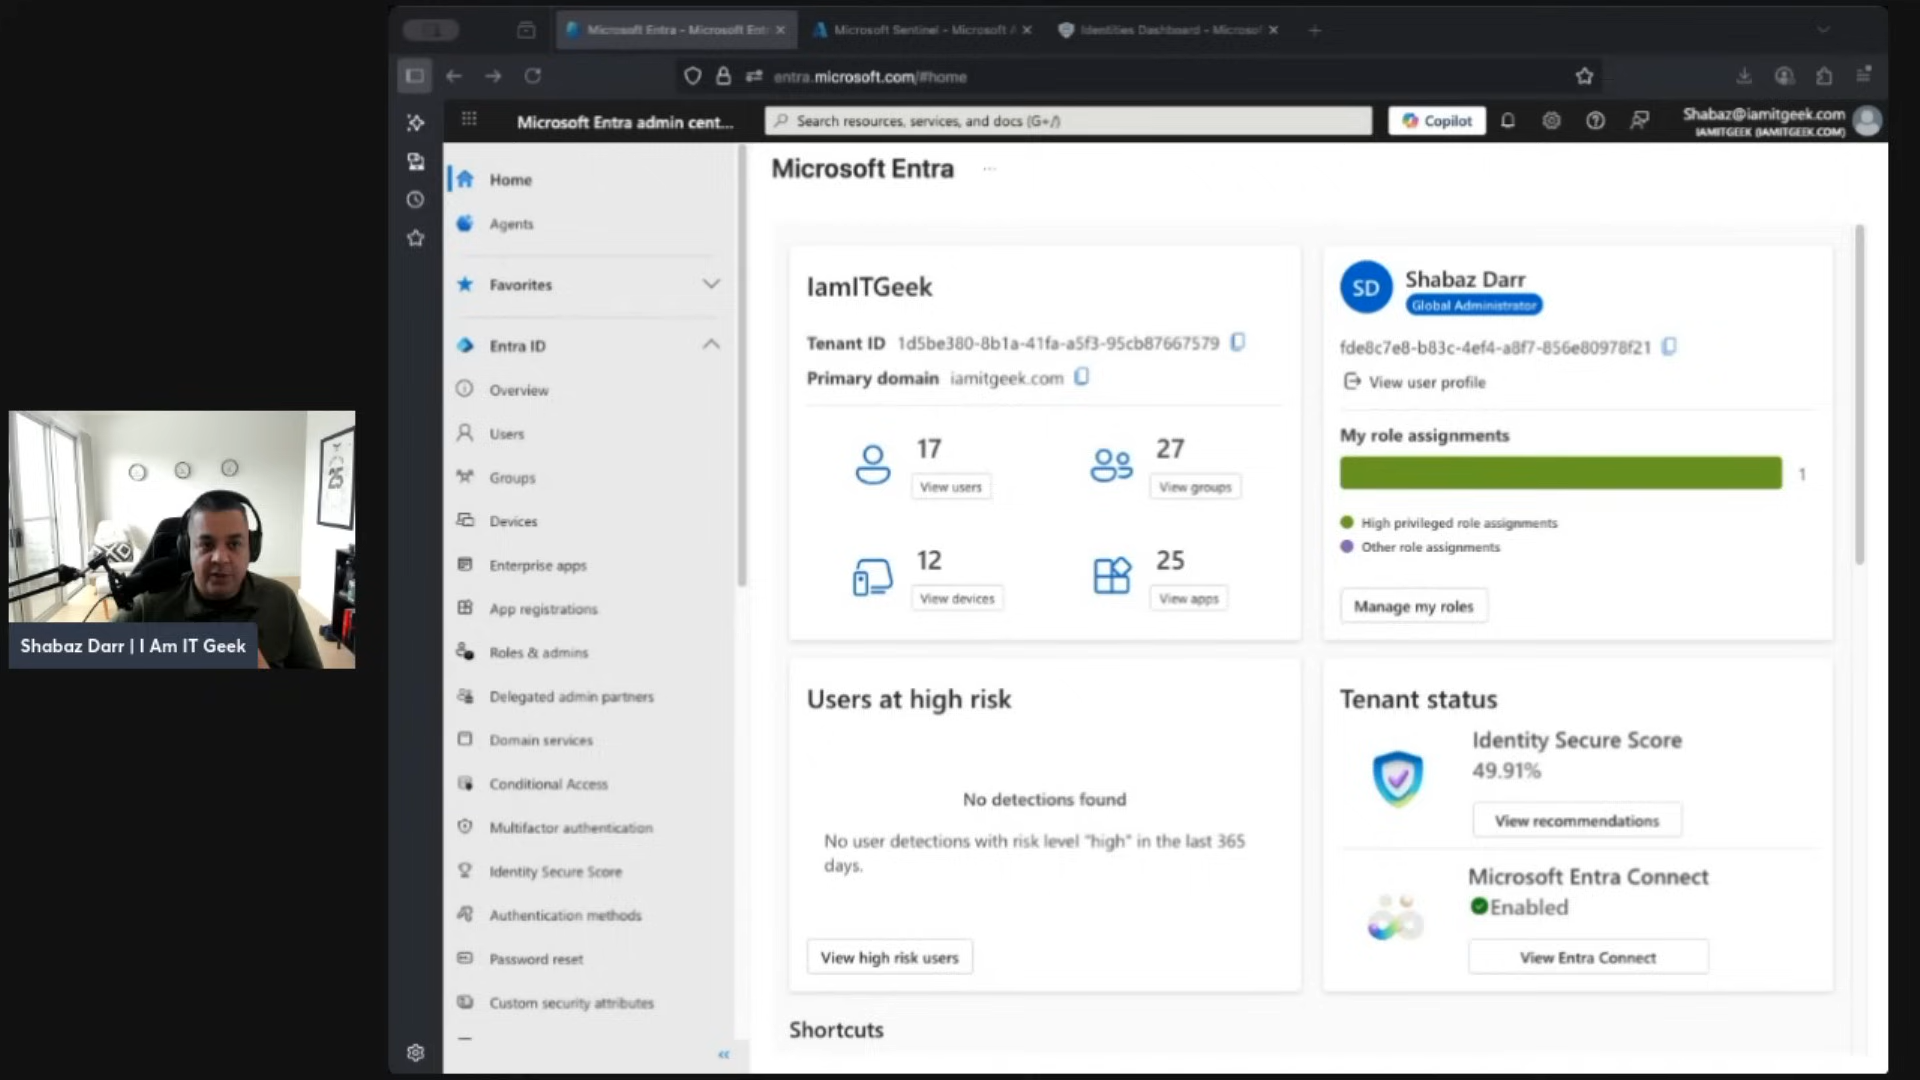 Microsoft Entra - Microsoft Ent
Microsoft Sentinel - Microsoft A
Identities Dashboard - Microsof
entra.microsoft.com/#home
Microsoft Entra admin cent...
Search resources, services, and docs (G+/)
Copilot
Shabaz@iamitgeek.com
IAMITGEEK (IAMITGEEK.COM)
Home
Agents
Favorites
Entra ID
Overview
Users
Groups
Devices
Enterprise apps
App registrations
Roles & admins
Delegated admin partners
Domain services
Conditional Access
Multifactor authentication
Identity Secure Score
Authentication methods
Password reset
Custom security attributes
Microsoft Entra
IamITGeek
Tenant ID 1d5be380-8b1a-41fa-a5f3-95cb87667579
Primary domain iamitgeek.com
17
View users
27
View groups
12
View devices
25
View apps
SD
Shabaz Darr
Global Administrator
fde8c7e8-b83c-4ef4-a8f7-856e80978f21
View user profile
My role assignments
1
High privileged role assignments
Other role assignments
Manage my roles
Users at high risk
No detections found
No user detections with risk level "high" in the last 365
days.
View high risk users
Tenant status
Identity Secure Score
49.91%
View recommendations
Microsoft Entra Connect
Enabled
View Entra Connect
Shortcuts
25
Shabaz Darr | I Am IT Geek